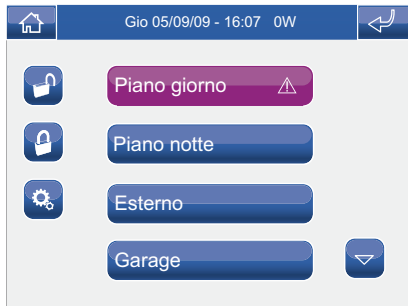 Gio 05/09/09 - 16:07 0W
Piano giorno
Piano notte
Esterno
Garage